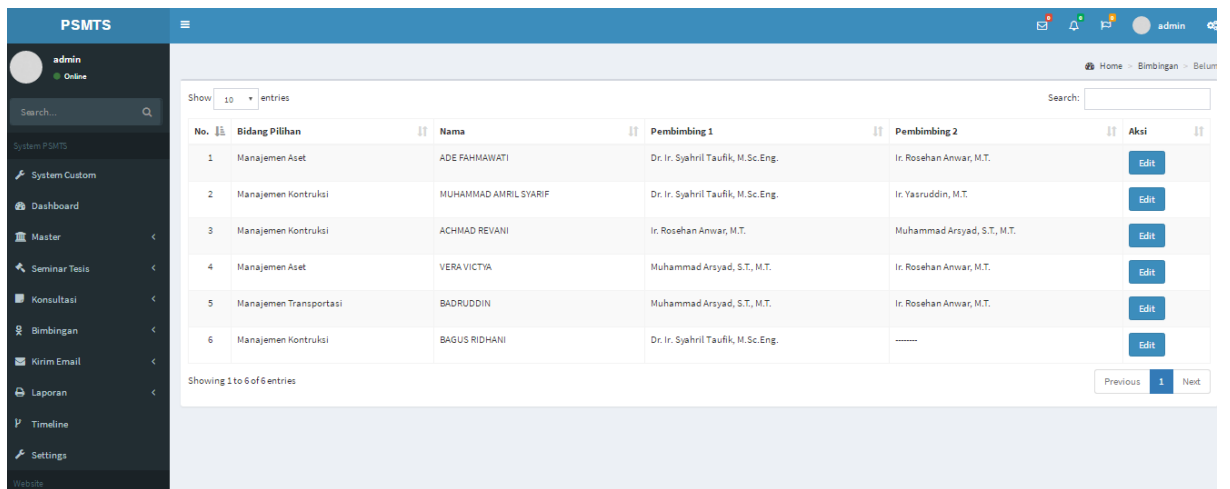 PSMTS
0 0 0 admin
admin
Online
Home > Bimbingan > Belum
Search...
Show 10 entries Search:
No. Bidang Pilihan Nama Pembimbing 1 Pembimbing 2 Aksi
1 Manajemen Aset ADE FAHMAWATI Dr. Ir. Syahril Taufik, M.Sc.Eng. Ir. Rosehan Anwar, M.T. Edit
2 Manajemen Kontruksi MUHAMMAD AMRIL SYARIF Dr. Ir. Syahril Taufik, M.Sc.Eng. Ir. Yasruddin, M.T. Edit
3 Manajemen Kontruksi ACHMAD REVANI Ir. Rosehan Anwar, M.T. Muhammad Arsyad, S.T., M.T. Edit
4 Manajemen Aset VERA VICTYA Muhammad Arsyad, S.T., M.T. Ir. Rosehan Anwar, M.T. Edit
5 Manajemen Transportasi BADRUDDIN Muhammad Arsyad, S.T., M.T. Ir. Rosehan Anwar, M.T. Edit
6 Manajemen Kontruksi BAGUS RIDHANI Dr. Ir. Syahril Taufik, M.Sc.Eng. -------- Edit
Showing 1 to 6 of 6 entries Previous 1 Next
System PSMTS
System Custom
Dashboard
Master
Seminar Tesis
Konsultasi
Bimbingan
Kirim Email
Laporan
Timeline
Settings
Website